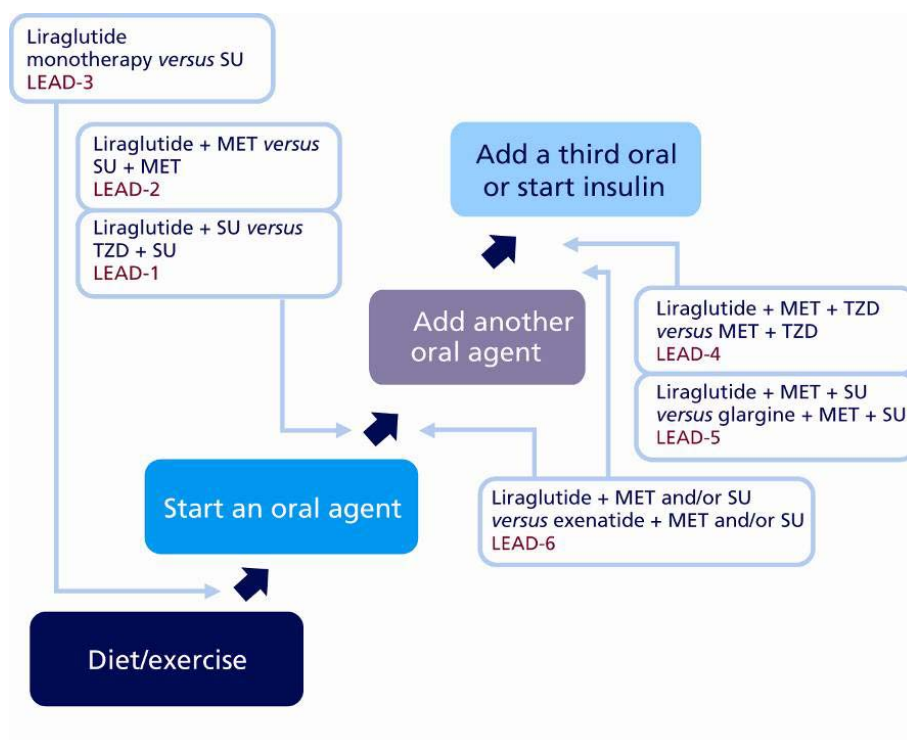 Liraglutide
monotherapy versus SU
LEAD-3
Liraglutide + MET versus
SU + MET
LEAD-2
Liraglutide + SU versus
TZD + SU
LEAD-1
Add a third oral
or start insulin
Add another
oral agent
Liraglutide + MET + TZD
versus MET + TZD
LEAD-4
Liraglutide + MET + SU
versus glargine + MET + SU
LEAD-5
Start an oral agent
Liraglutide + MET and/or SU
versus exenatide + MET and/or SU
LEAD-6
Diet/exercise